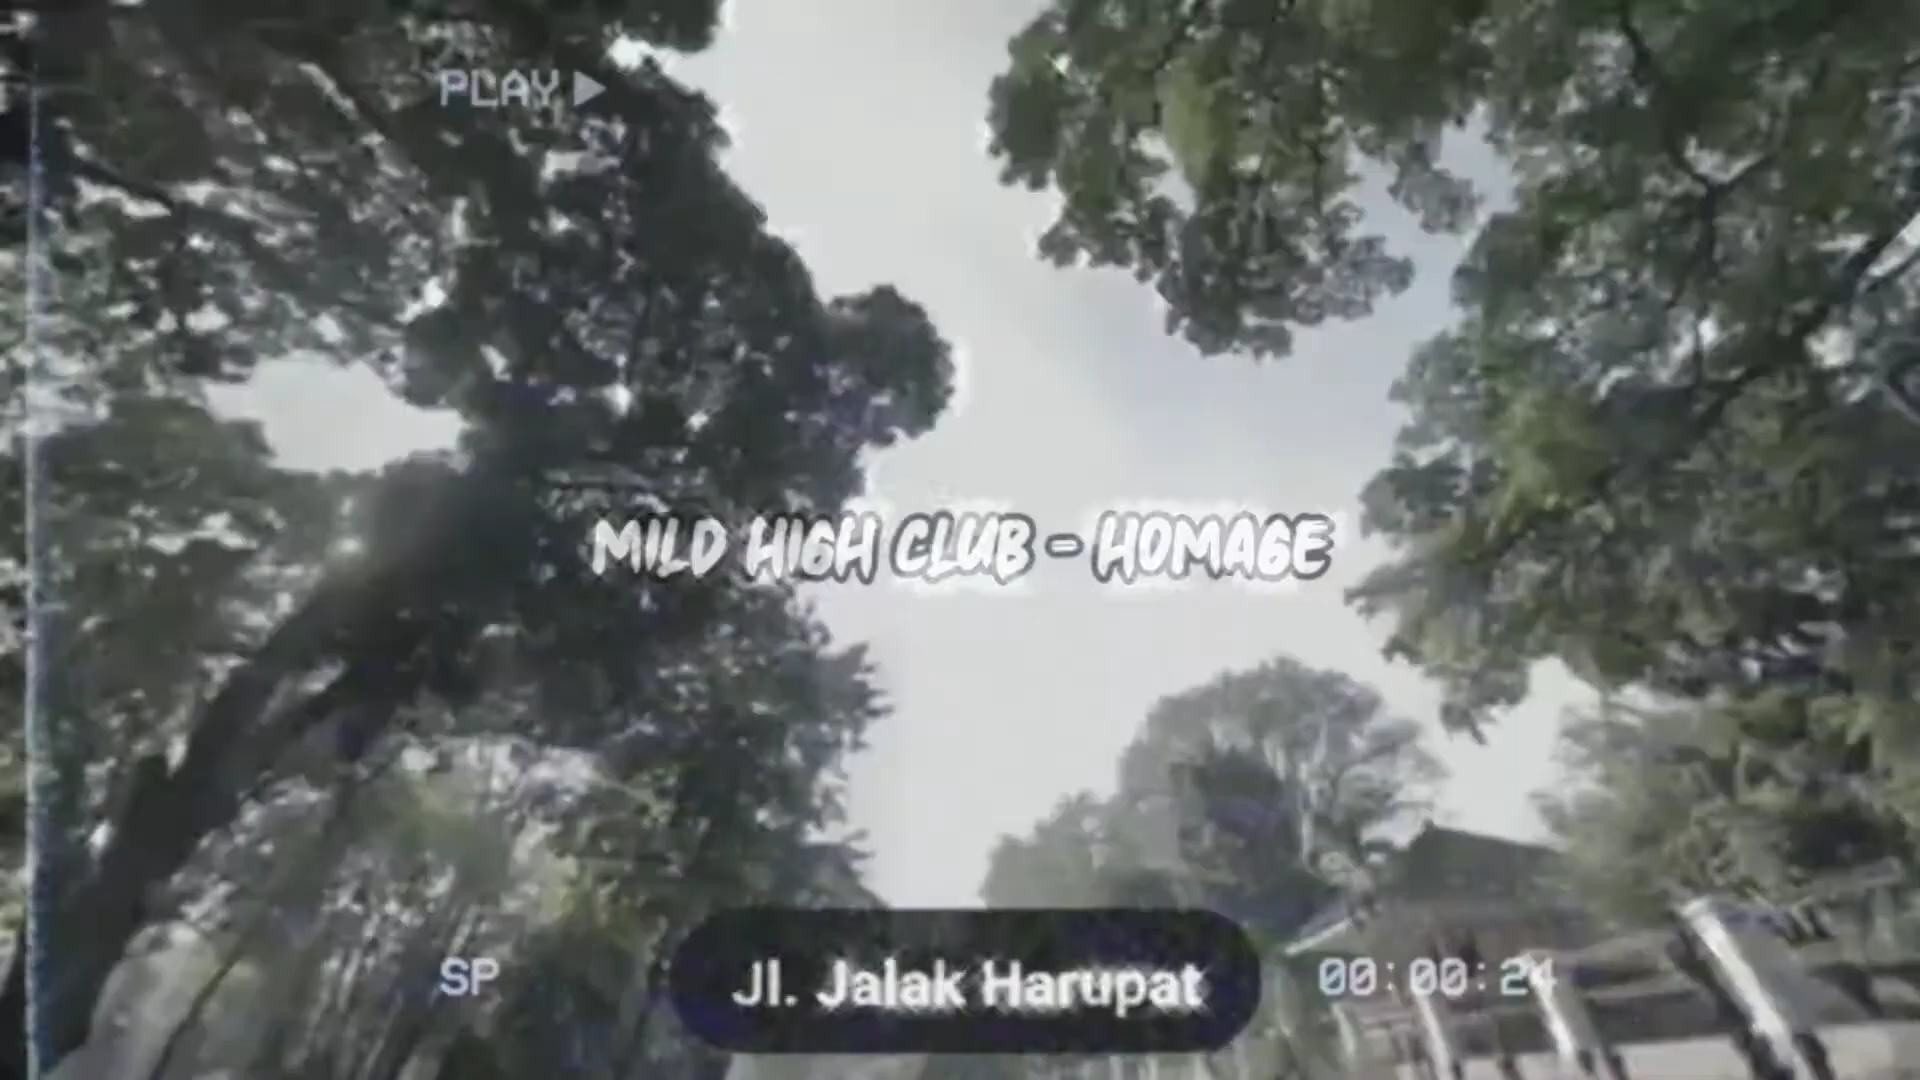 PLAY ▶
MILD HIGH CLUB - HOMAGE
Jl. Jalak Harupat
SP
00:00:24